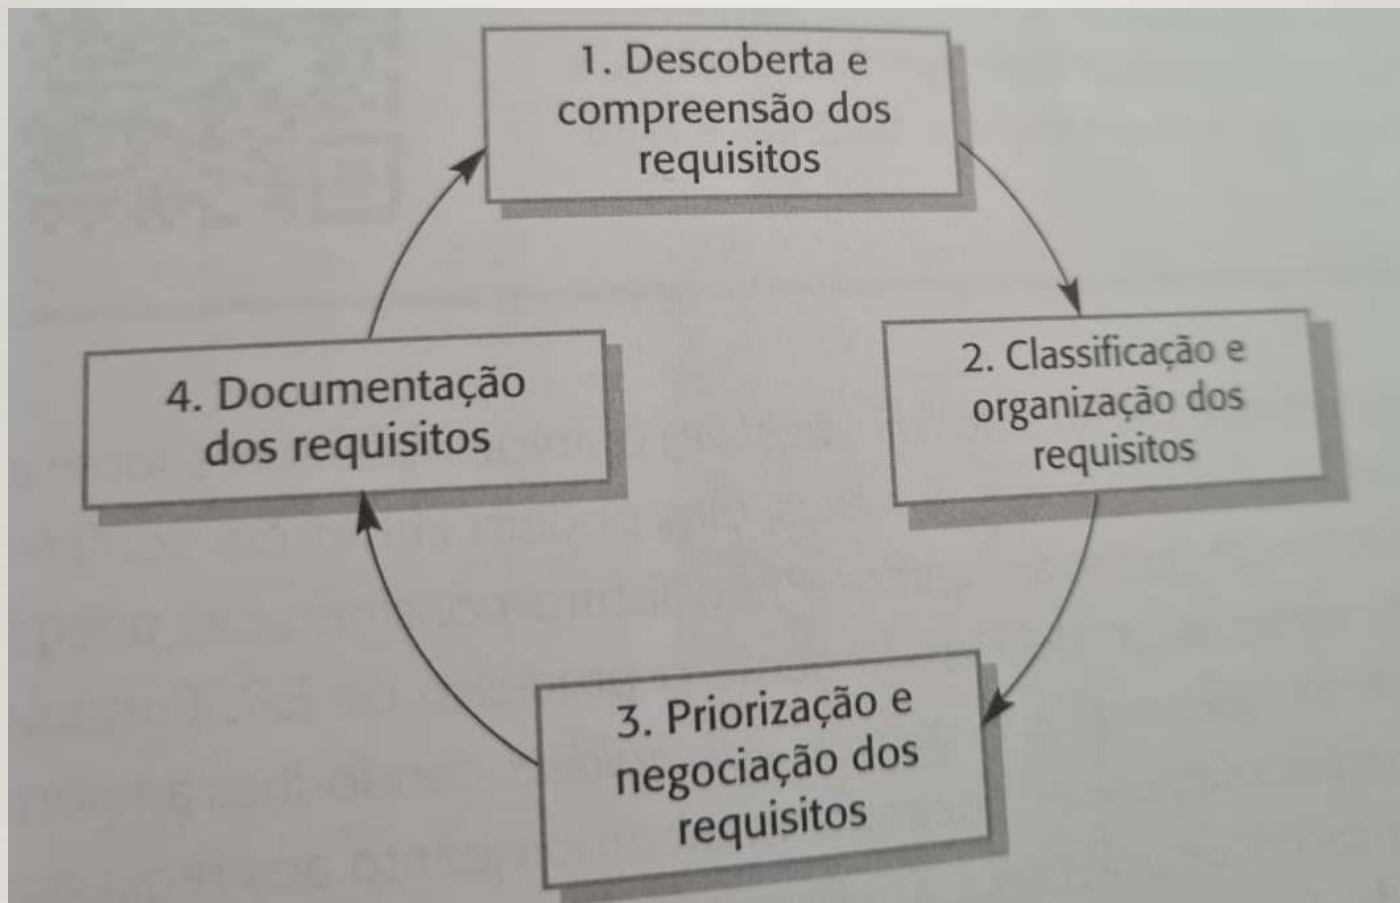 1. Descoberta e
compreensão dos
requisitos
2. Classificação e
organização dos
requisitos
3. Priorização e
negociação dos
requisitos
4. Documentação
dos requisitos